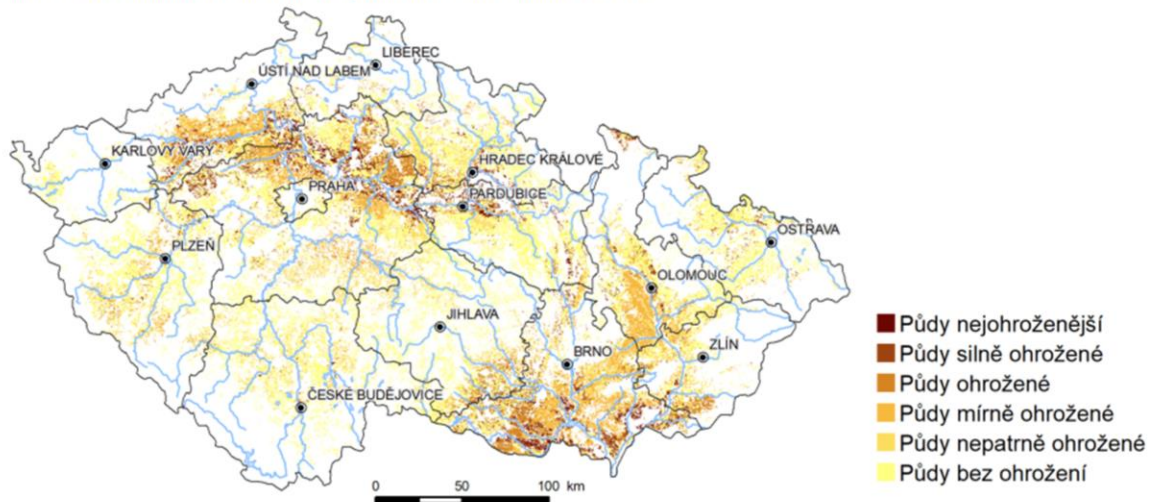 LIBEREC
ÚSTÍ NAD LABEM
KARLOVY VARY
HRADEC KRÁLOVÉ
PRAHA
PARDUBICE
OSTRAVA
PLZEŇ
OLOMOUC
JIHLAVA
ZLÍN
BRNO
ČESKÉ BUDĚJOVICE
Půdy nejohroženější
Půdy silně ohrožené
Půdy ohrožené
Půdy mírně ohrožené
Půdy nepatrně ohrožené
Půdy bez ohrožení
0 50 100 km